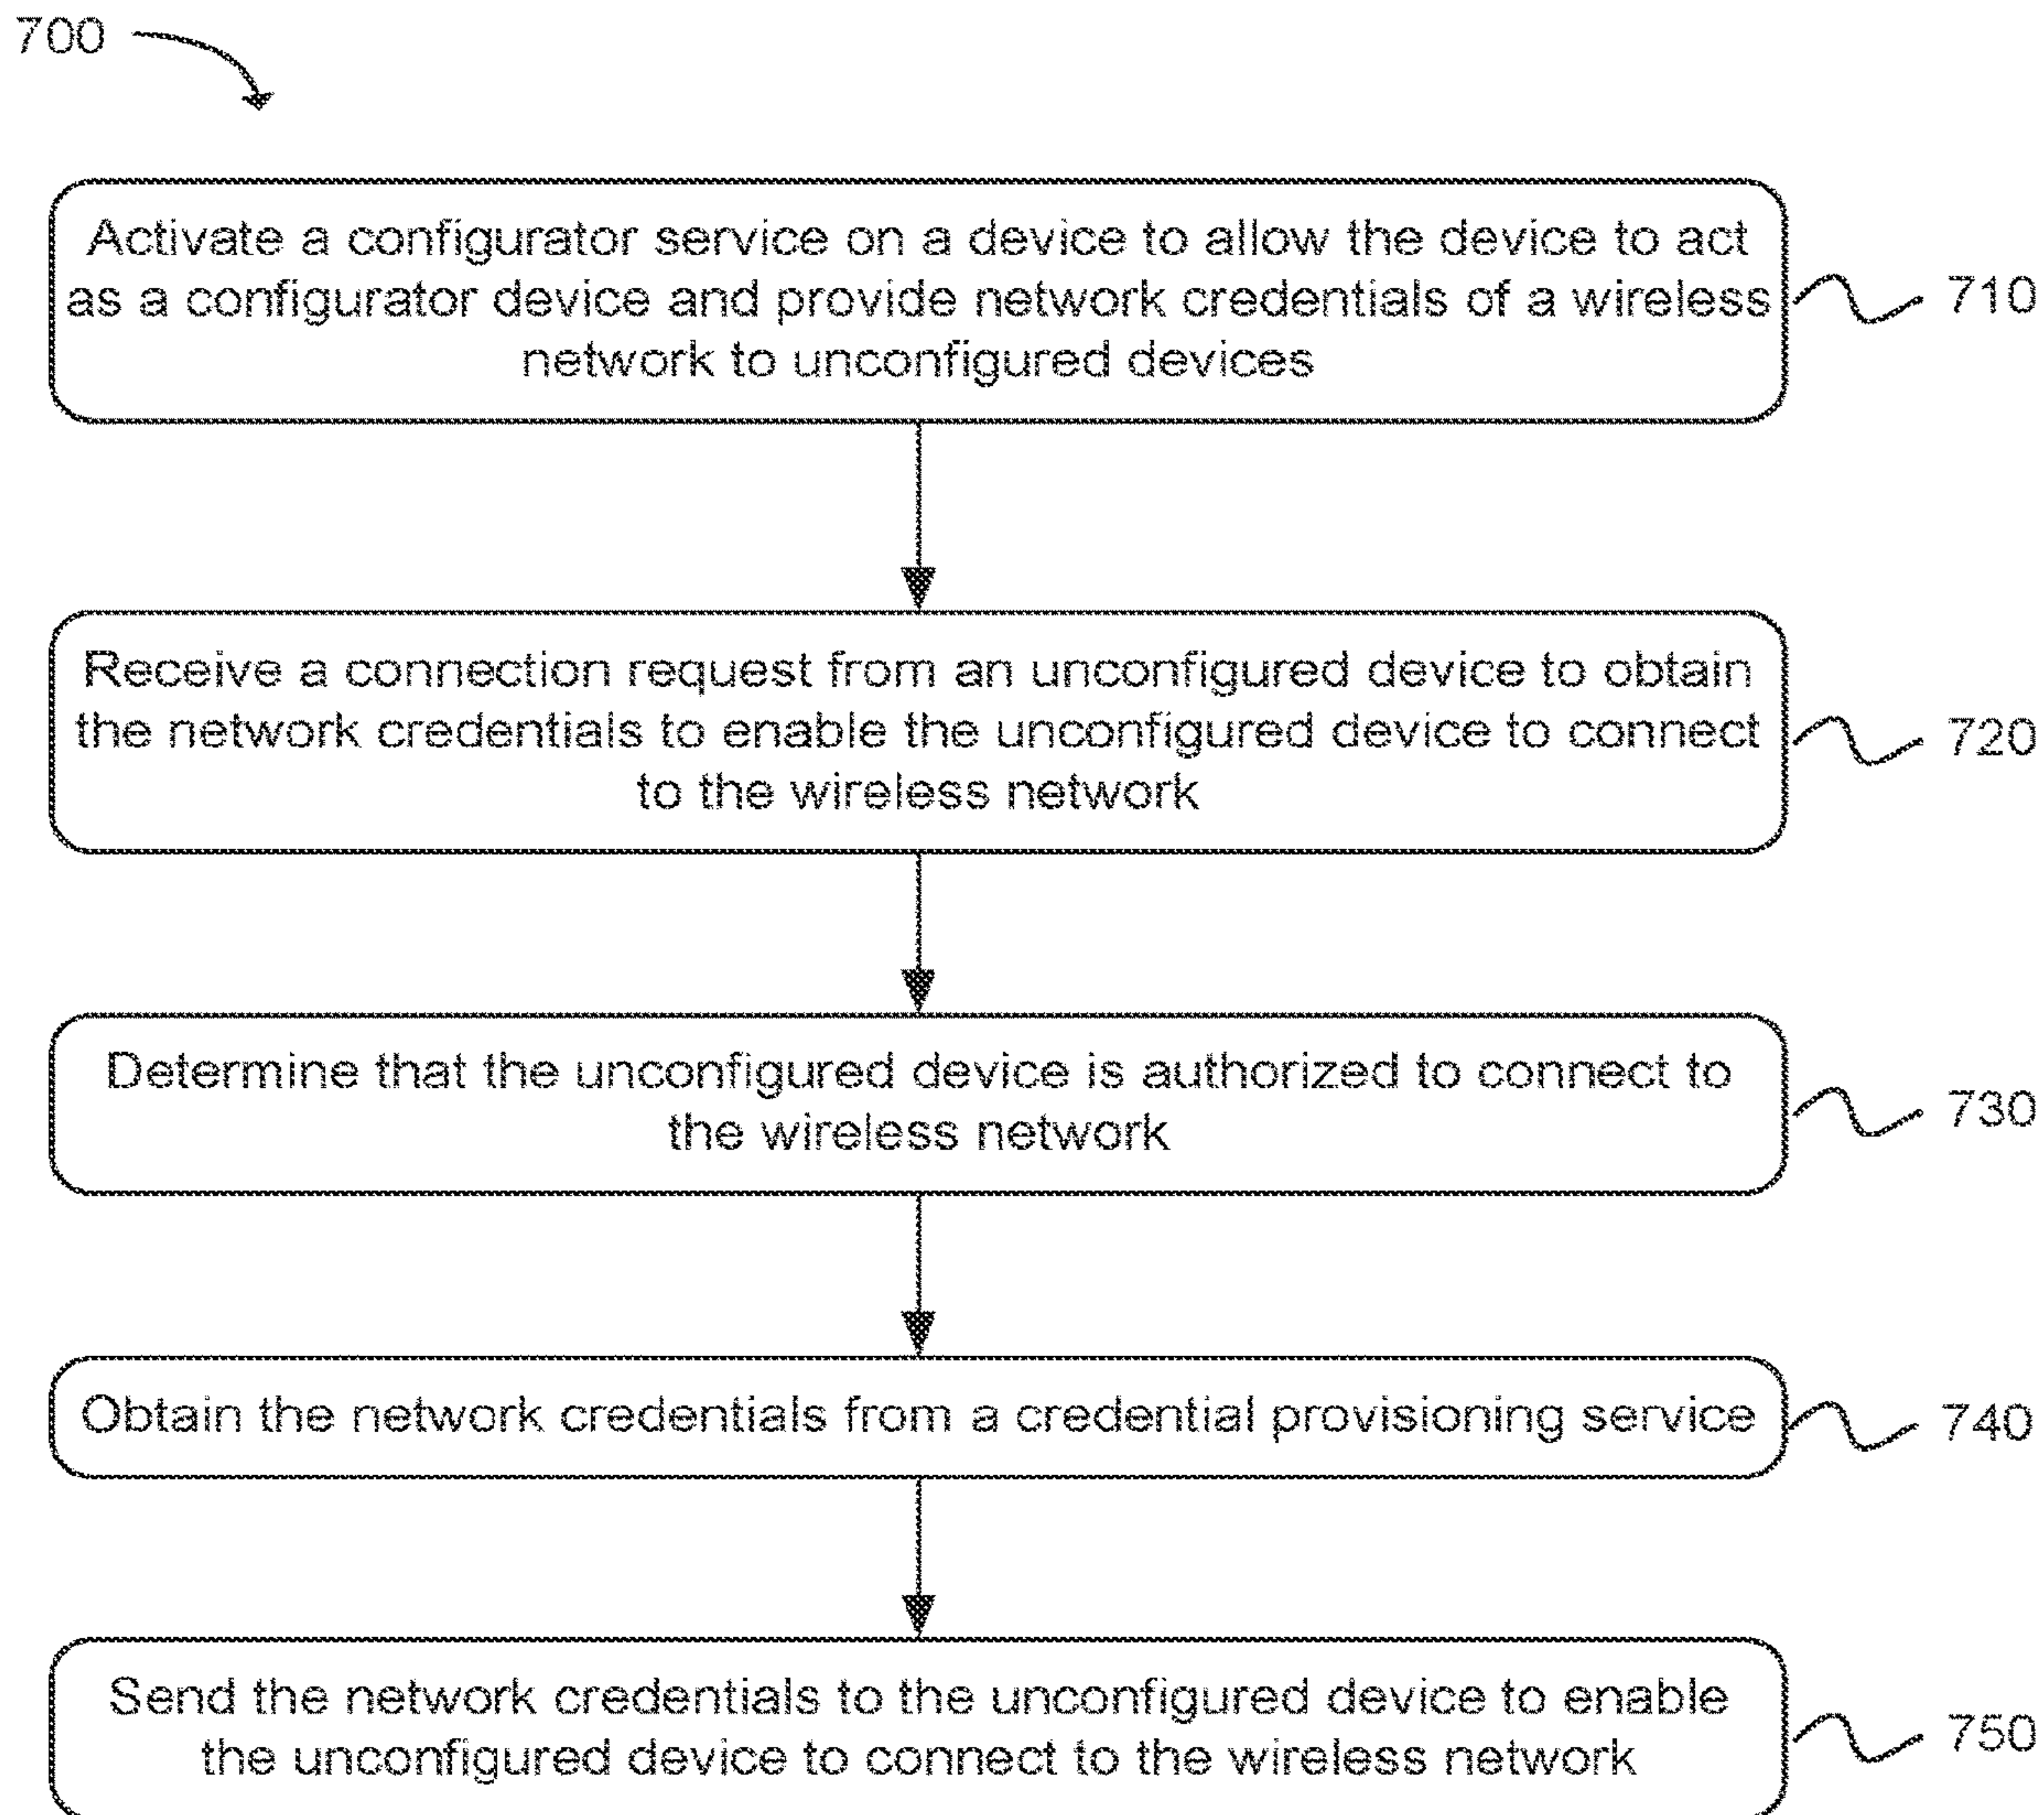 700
Activate a configurator service on a device to allow the device to act
as a configurator device and provide network credentials of a wireless
network to unconfigured devices
710
Receive a connection request from an unconfigured device to obtain
the network credentials to enable the unconfigured device to connect
to the wireless network
720
Determine that the unconfigured device is authorized to connect to
the wireless network
730
Obtain the network credentials from a credential provisioning service
740
Send the network credentials to the unconfigured device to enable
the unconfigured device to connect to the wireless network
750